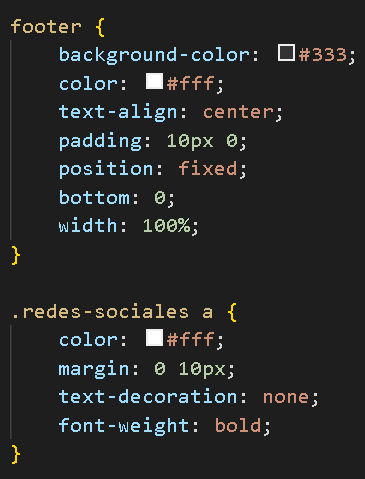 footer {
    background-color: #333;
    color: #fff;
    text-align: center;
    padding: 10px 0;
    position: fixed;
    bottom: 0;
    width: 100%;
}

.redes-sociales a {
    color: #fff;
    margin: 0 10px;
    text-decoration: none;
    font-weight: bold;
}